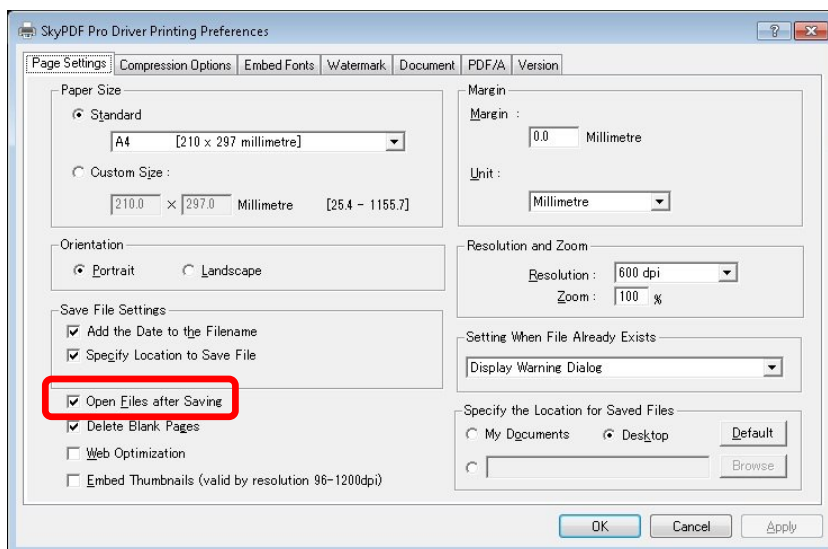 SkyPDF Pro Driver Printing Preferences
Page Settings Compression Options Embed Fonts Watermark Document PDF/A Version
Paper Size
Standard
A4 [210 x 297 millimetre]
Custom Size :
210.0 × 297.0 Millimetre [25.4 - 1155.7]
Orientation
Portrait Landscape
Save File Settings
Add the Date to the Filename
Specify Location to Save File
Open Files after Saving
Delete Blank Pages
Web Optimization
Embed Thumbnails (valid by resolution 96-1200dpi)
Margin
Margin :
0.0 Millimetre
Unit :
Millimetre
Resolution and Zoom
Resolution : 600 dpi
Zoom : 100 %
Setting When File Already Exists
Display Warning Dialog
Specify the Location for Saved Files
My Documents Desktop Default
Browse
OK Cancel Apply